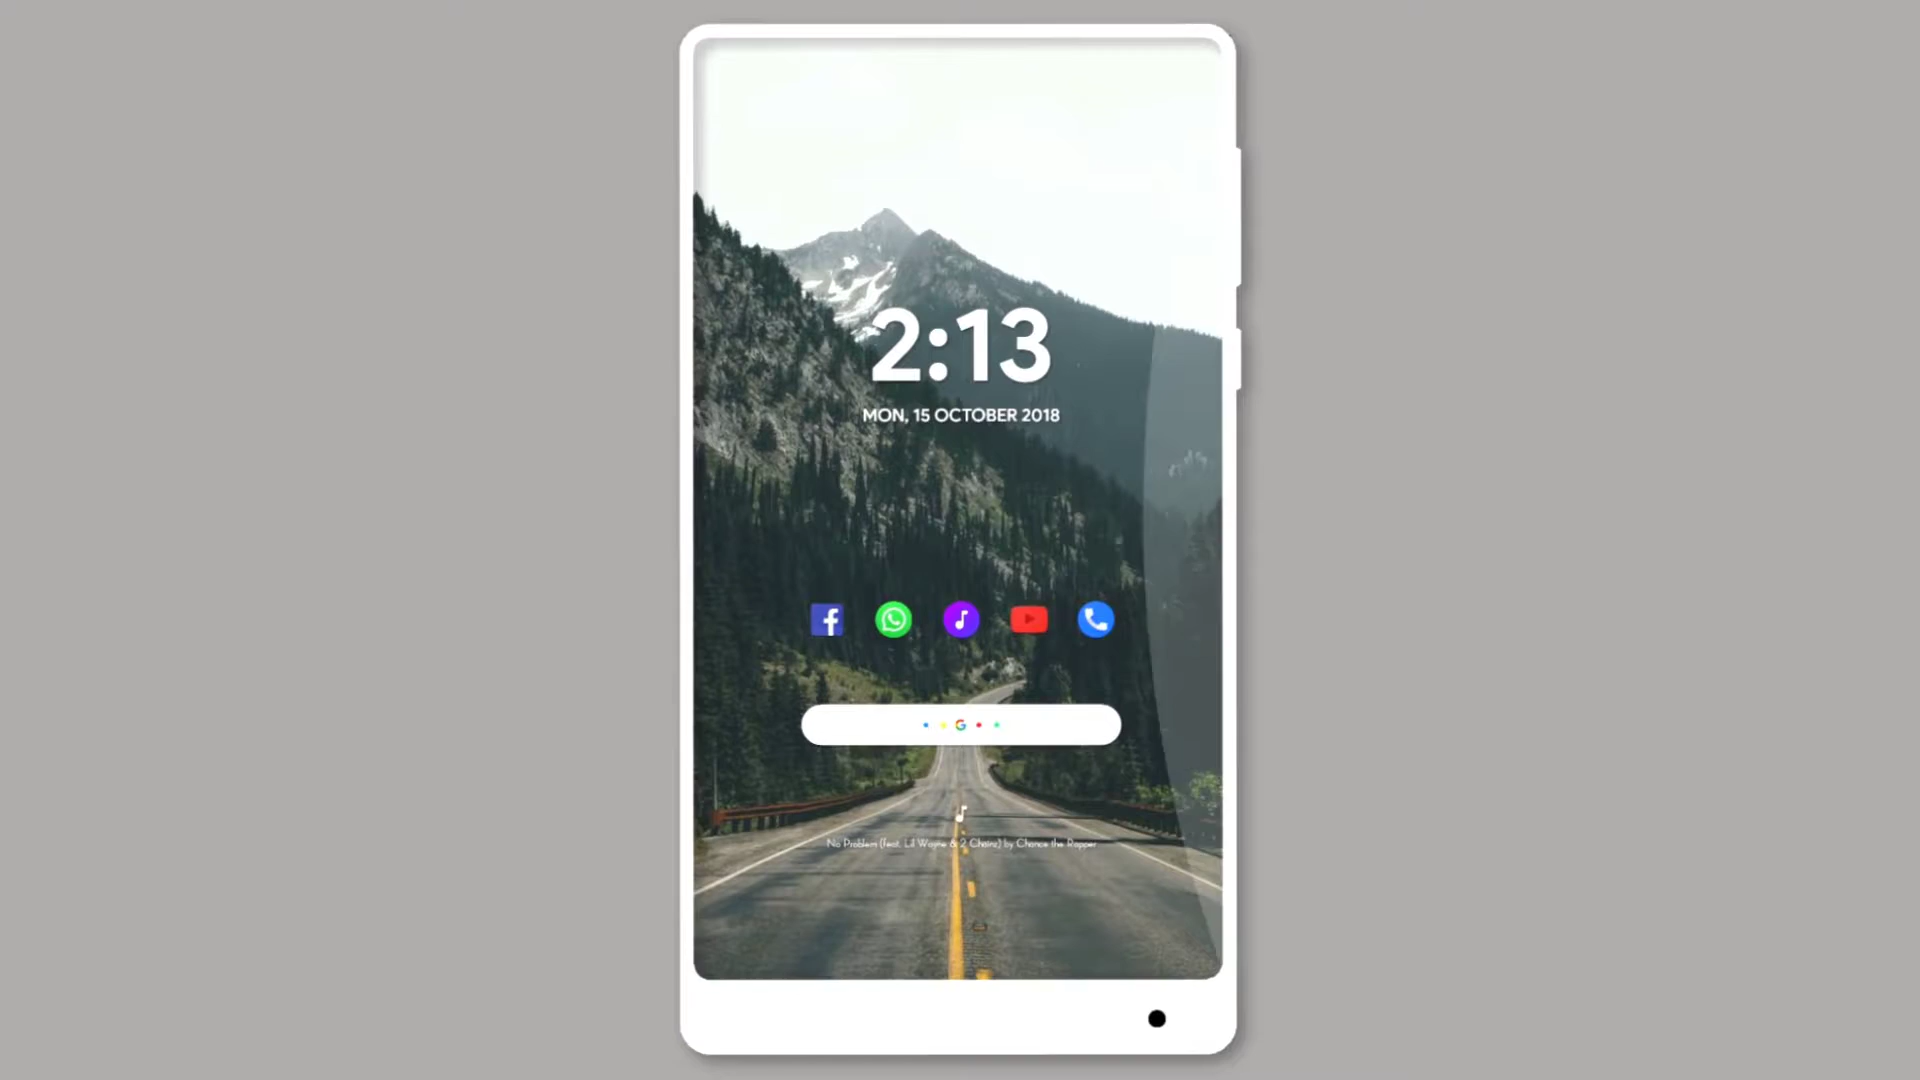 2:13
MON, 15 OCTOBER 2018
G
No Problem (feat. Lil Wayne & 2 Chainz) by Chance the Rapper